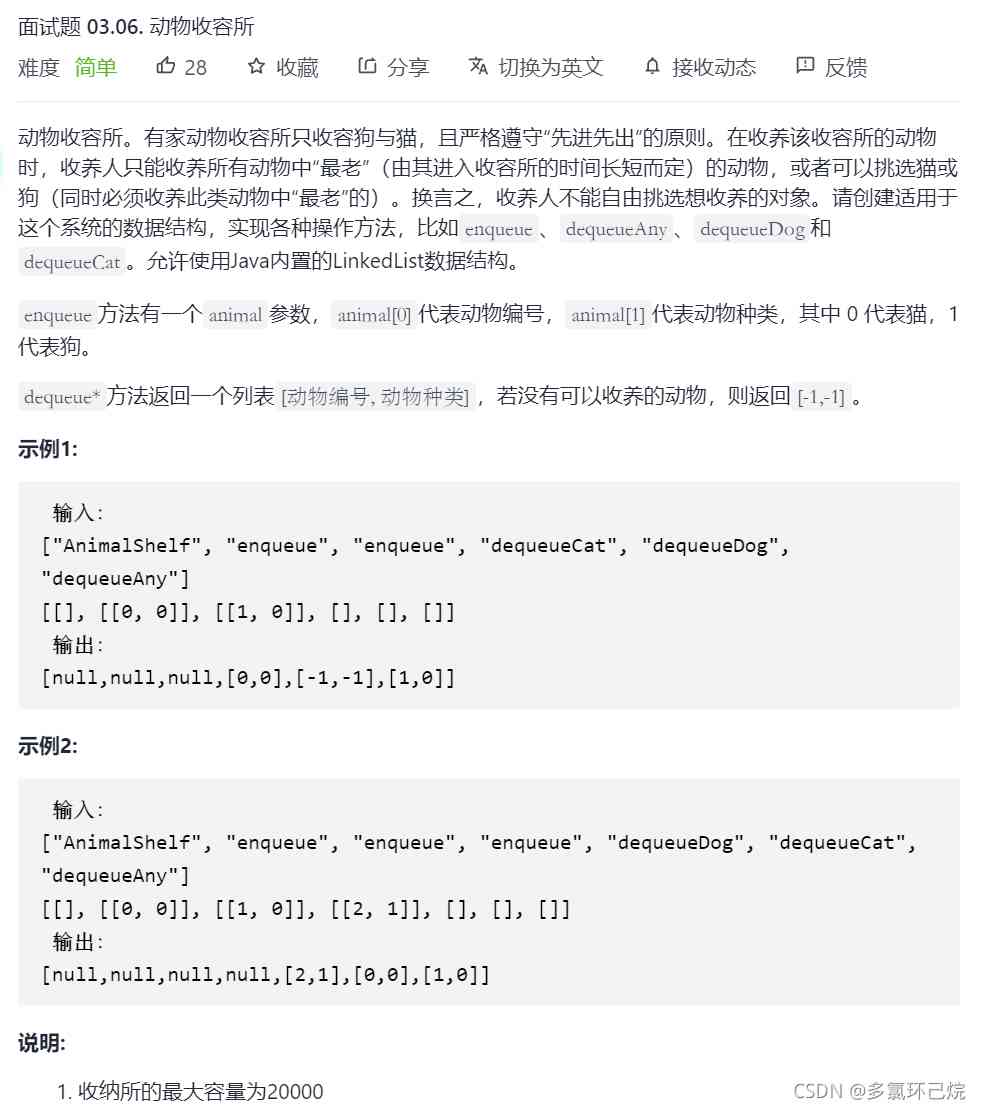 面试题 03.06. 动物收容所
难度 简单 28 收藏 分享 切换为英文 接收动态 反馈
动物收容所。有家动物收容所只收容狗与猫，且严格遵守“先进先出”的原则。在收养该收容所的动物
时，收养人只能收养所有动物中“最老”（由其进入收容所的时间长短而定）的动物，或者可以挑选猫或
狗（同时必须收养此类动物中“最老”的）。换言之，收养人不能自由挑选想收养的对象。请创建适用于
这个系统的数据结构，实现各种操作方法，比如 enqueue 、 dequeueAny 、 dequeueDog 和
dequeueCat 。允许使用Java内置的LinkedList数据结构。
enqueue 方法有一个 animal 参数， animal[0] 代表动物编号， animal[1] 代表动物种类，其中 0 代表猫，1
代表狗。
dequeue* 方法返回一个列表 [动物编号, 动物种类] ，若没有可以收养的动物，则返回 [-1,-1] 。
示例1:
输入：
["AnimalShelf", "enqueue", "enqueue", "dequeueCat", "dequeueDog",
"dequeueAny"]
[[], [[0, 0]], [[1, 0]], [], [], []]
输出：
[null,null,null,[0,0],[-1,-1],[1,0]]
示例2:
输入：
["AnimalShelf", "enqueue", "enqueue", "enqueue", "dequeueDog", "dequeueCat",
"dequeueAny"]
[[], [[0, 0]], [[1, 0]], [[2, 1]], [], [], []]
输出：
[null,null,null,null,[2,1],[0,0],[1,0]]
说明:
1. 收纳所的最大容量为20000
CSDN @多氯环己烷